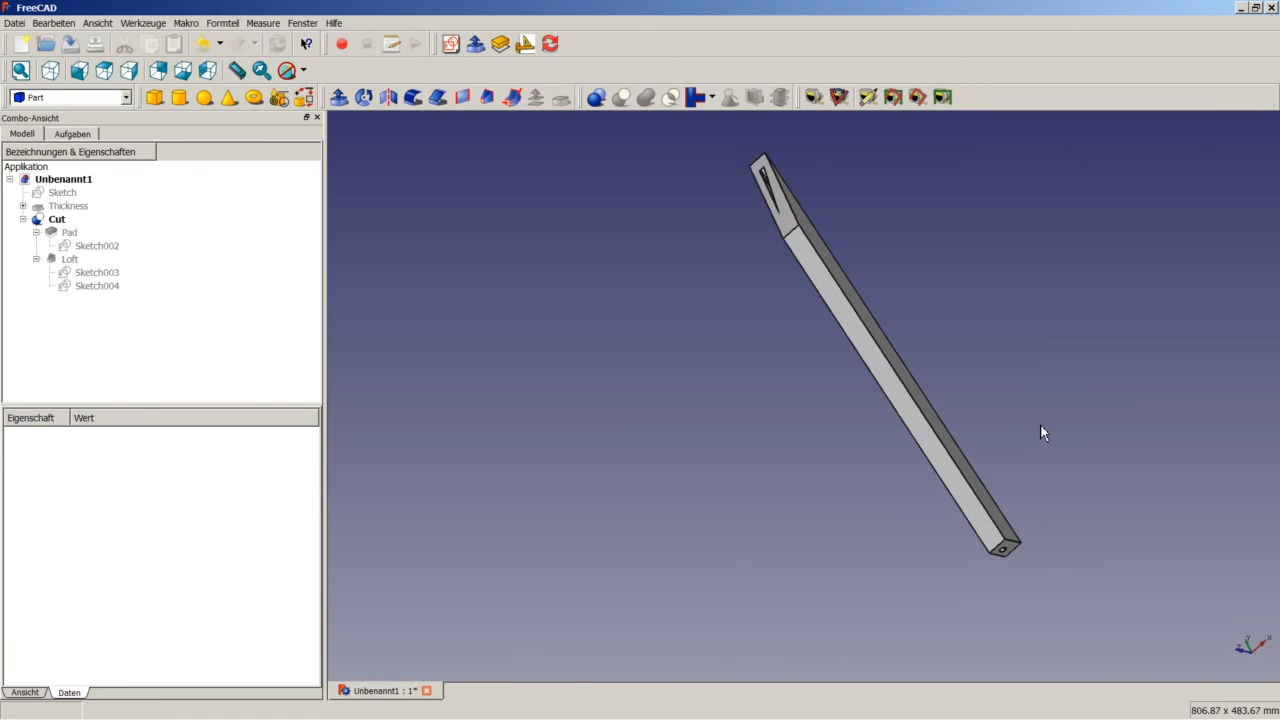 FreeCAD
Datei Bearbeiten Ansicht Werkzeuge Makro Formteil Measure Fenster Hilfe
Part
Combo-Ansicht
Modell Aufgaben
Bezeichnungen & Eigenschaften
Applikation
Unbenannt1
Sketch
Thickness
Cut
Pad
Sketch002
Loft
Sketch003
Sketch004
Eigenschaft Wert
Ansicht Daten
Unbenannt1 : 1*
806.87 x 483.67 mm